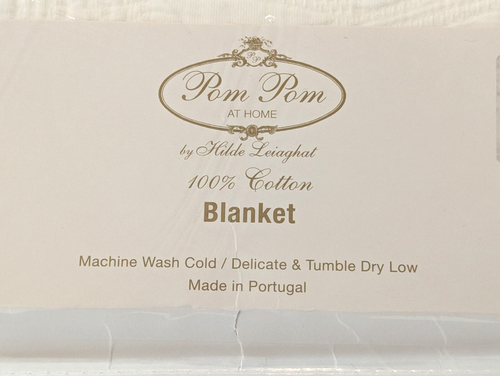 Pom Pom
AT HOME
by Hilde Leiaghat
100% Cotton
Blanket
Machine Wash Cold / Delicate & Tumble Dry Low
Made in Portugal